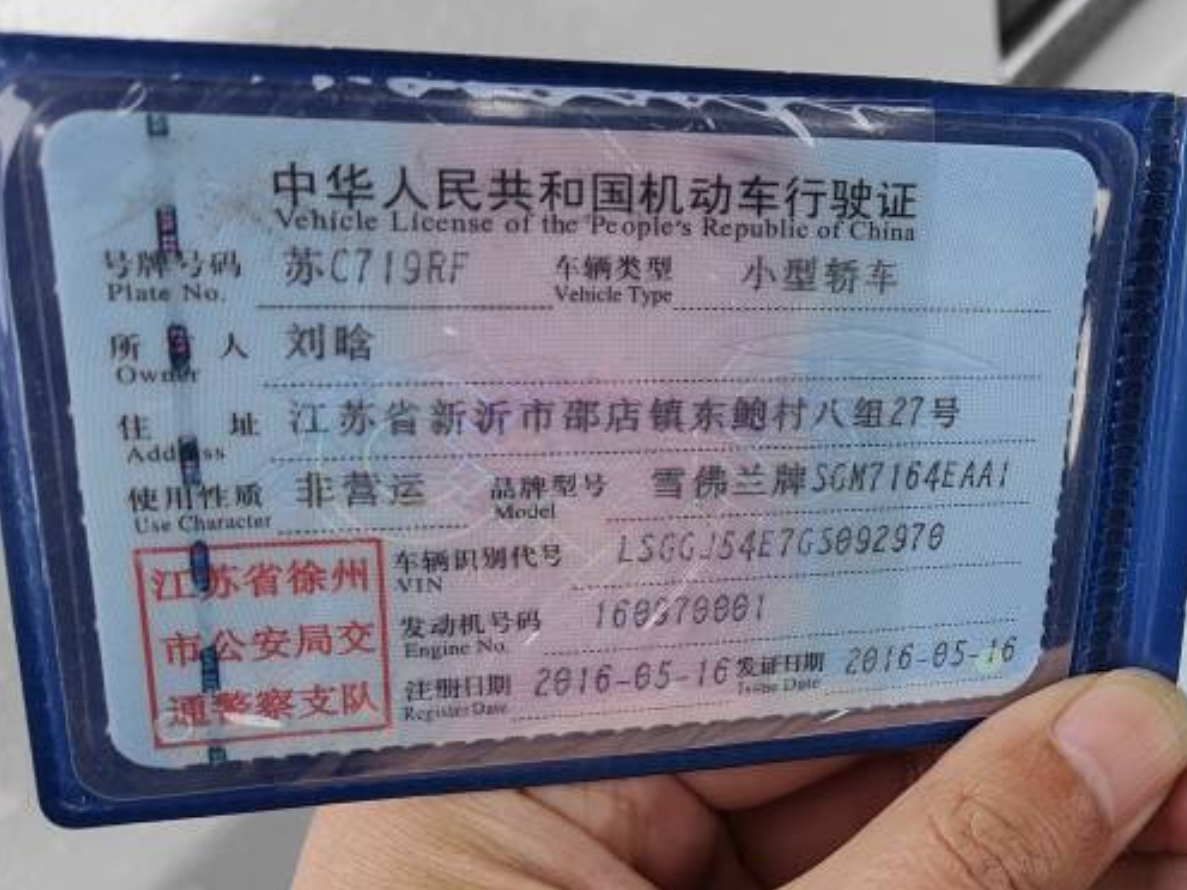 中华人民共和国机动车行驶证
Vehicle License of the People's Republic of China
号牌号码 苏C719RF 车辆类型 小型轿车
Plate No. Vehicle Type
所有人 刘晗
Owner
住址 江苏省新沂市邵店镇东鲍村八组27号
Address
使用性质 非营运 品牌型号 雪佛兰牌SGM7164EAA1
Use Character Model
江苏省徐州 车辆识别代号 LSGGJ54E7GS092970
VIN
市公安局交 发动机号码 160970001
Engine No.
通警察支队 注册日期 2016-05-16 发证日期 2016-05-16
Register Date Issue Date